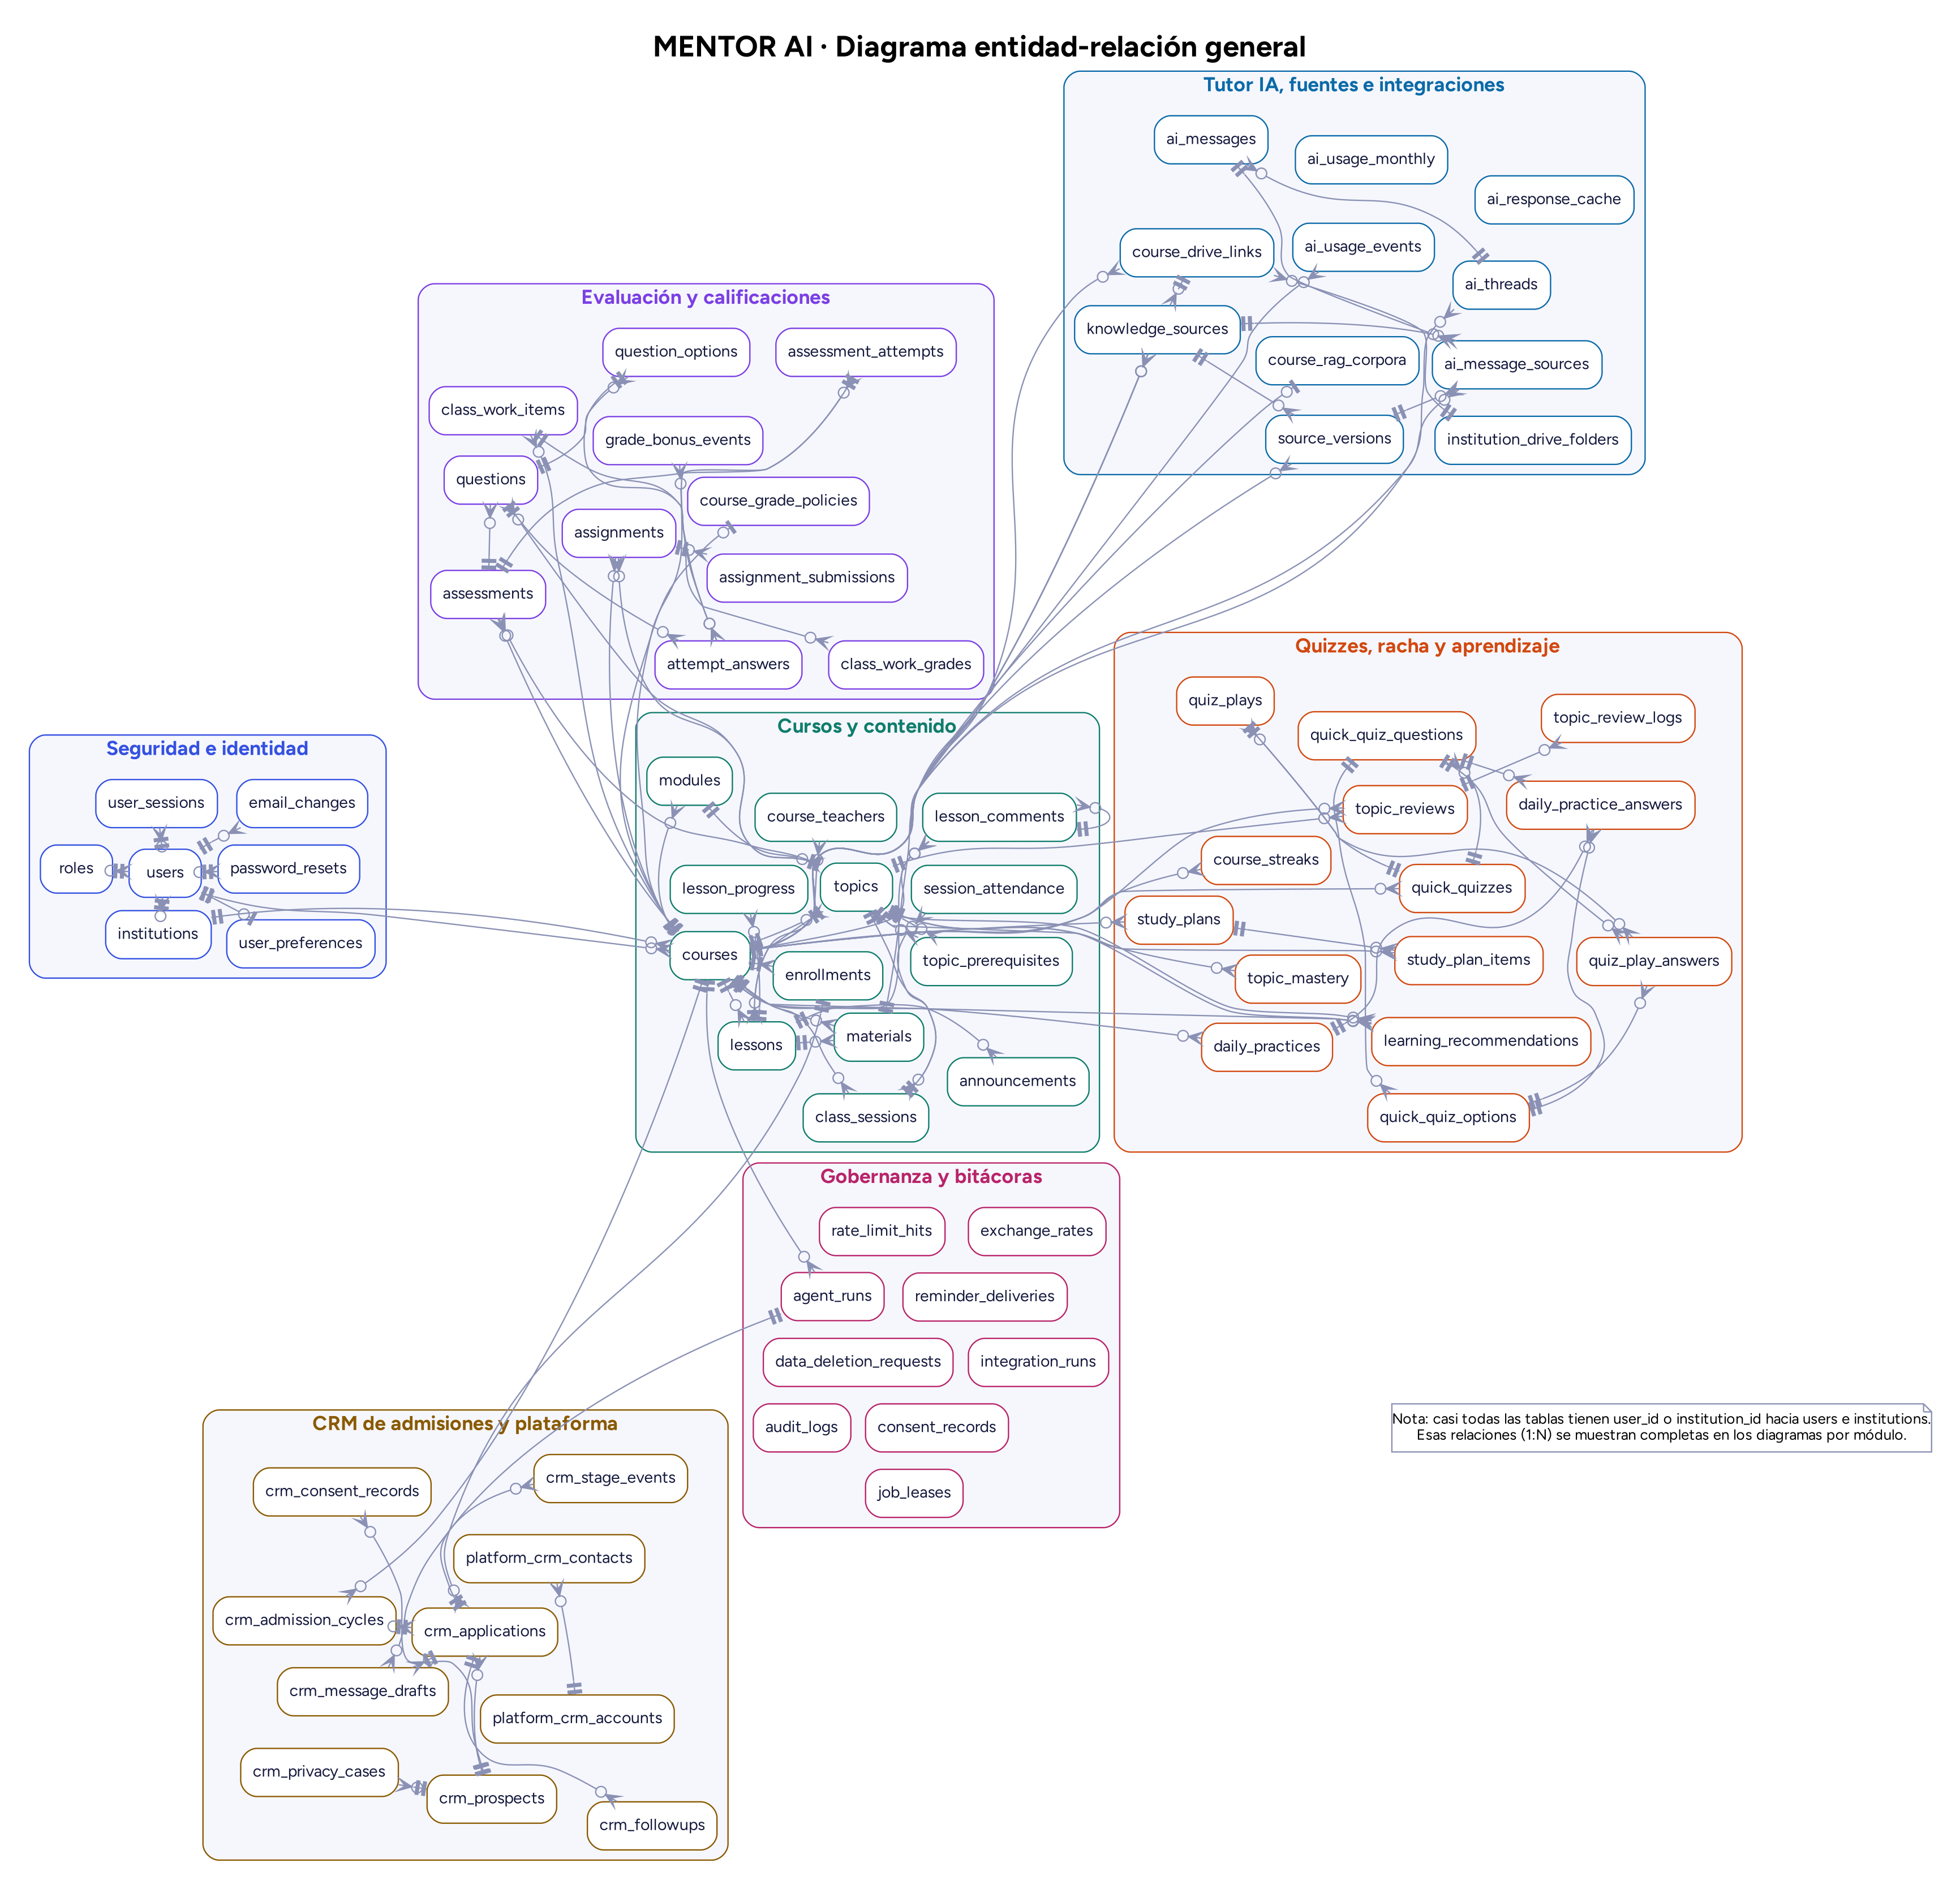 MENTOR AI · Diagrama entidad-relación general
Tutor IA, fuentes e integraciones
ai_messages
ai_usage_monthly
ai_response_cache
course_drive_links
ai_usage_events
ai_threads
knowledge_sources
course_rag_corpora
ai_message_sources
source_versions
institution_drive_folders
Evaluación y calificaciones
question_options
assessment_attempts
class_work_items
grade_bonus_events
questions
course_grade_policies
assignments
assignment_submissions
assessments
attempt_answers
class_work_grades
Quizzes, racha y aprendizaje
quiz_plays
quick_quiz_questions
topic_review_logs
topic_reviews
daily_practice_answers
course_streaks
quick_quizzes
study_plans
study_plan_items
quiz_play_answers
topic_mastery
learning_recommendations
daily_practices
quick_quiz_options
Cursos y contenido
modules
course_teachers
lesson_comments
lesson_progress
topics
session_attendance
courses
enrollments
topic_prerequisites
lessons
materials
announcements
class_sessions
Seguridad e identidad
user_sessions
email_changes
roles
users
password_resets
institutions
user_preferences
Gobernanza y bitácoras
rate_limit_hits
exchange_rates
agent_runs
reminder_deliveries
data_deletion_requests
integration_runs
audit_logs
consent_records
job_leases
CRM de admisiones y plataforma
crm_consent_records
crm_stage_events
platform_crm_contacts
crm_admission_cycles
crm_applications
crm_message_drafts
platform_crm_accounts
crm_privacy_cases
crm_prospects
crm_followups
Nota: casi todas las tablas tienen user_id o institution_id hacia users e institutions.
Esas relaciones (1:N) se muestran completas en los diagramas por módulo.